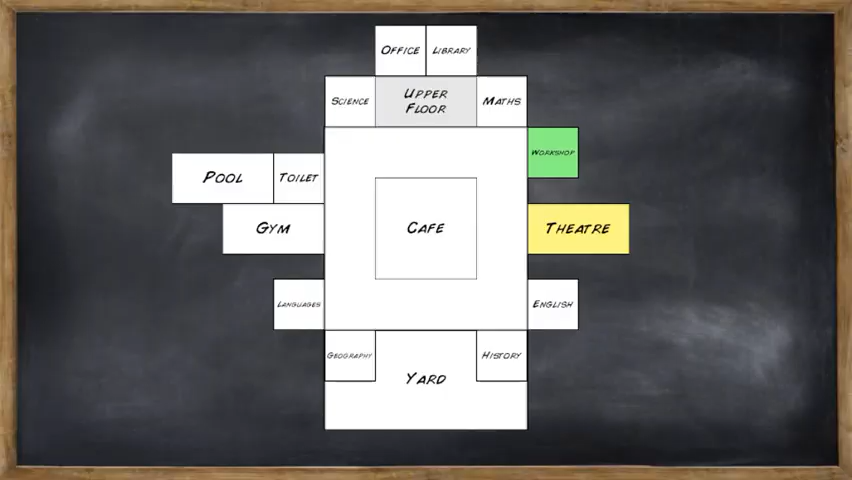 Office
Library
Science
Upper
Floor
Maths
Workshop
Pool
Toilet
Gym
Cafe
Theatre
Languages
English
Geography
History
Yard